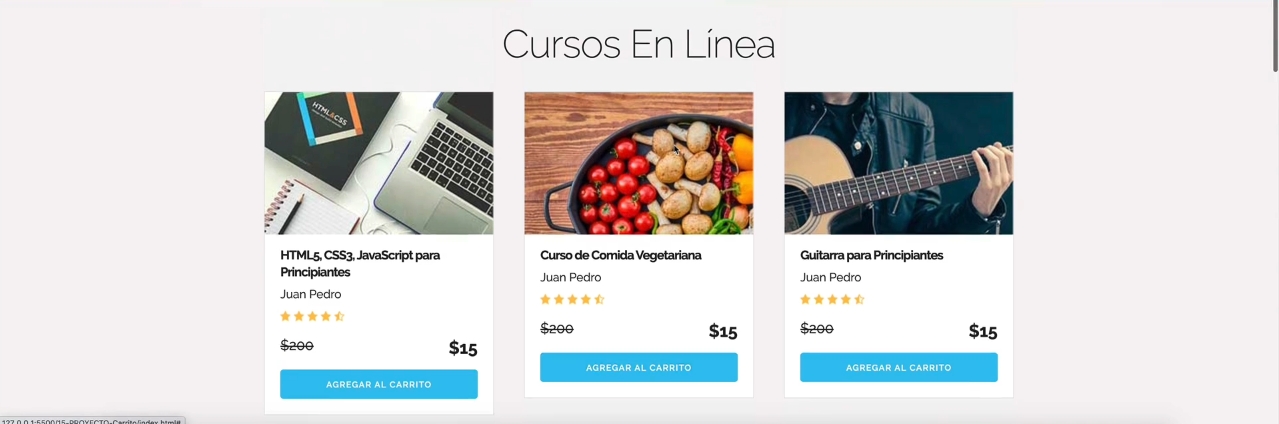 Cursos En Línea
HTML&CSS
HTML5, CSS3, JavaScript para
Principiantes
Juan Pedro
$200
$15
AGREGAR AL CARRITO
Curso de Comida Vegetariana
Juan Pedro
$200
$15
AGREGAR AL CARRITO
Guitarra para Principiantes
Juan Pedro
$200
$15
AGREGAR AL CARRITO
127.0.0.1:5500/15-PROYECTO-Carrito/index.html#